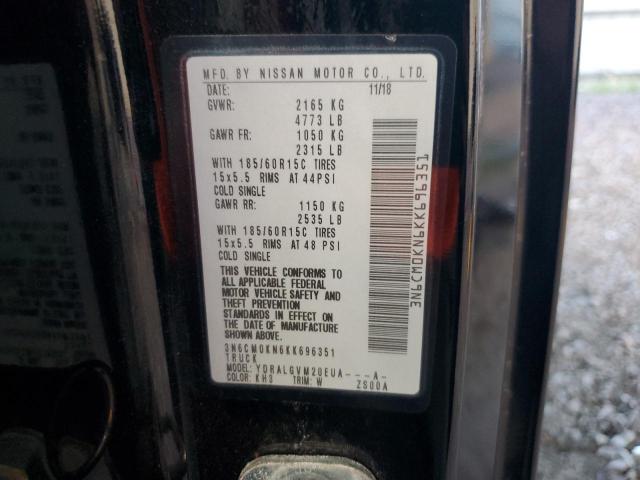 MFD. BY NISSAN MOTOR CO., LTD.
DATE: 11/18
GVWR: 2165 KG
4773 LB
GAWR FR: 1050 KG
2315 LB
WITH 185/60R15C TIRES
15x5.5 RIMS AT 44PSI
COLD SINGLE
GAWR RR: 1150 KG
2535 LB
WITH 185/60R15C TIRES
15x5.5 RIMS AT 48 PSI
COLD SINGLE
THIS VEHICLE CONFORMS TO
ALL APPLICABLE FEDERAL
MOTOR VEHICLE SAFETY AND
THEFT PREVENTION
STANDARDS IN EFFECT ON
THE DATE OF MANUFACTURE
SHOWN ABOVE.
3N6CM0KN6KK696351
TRUCK
MODEL: YDRALGVM20EUA----A-
COLOR: KH3 TRIM: W ZS00A
3N6CM0KN6KK696351